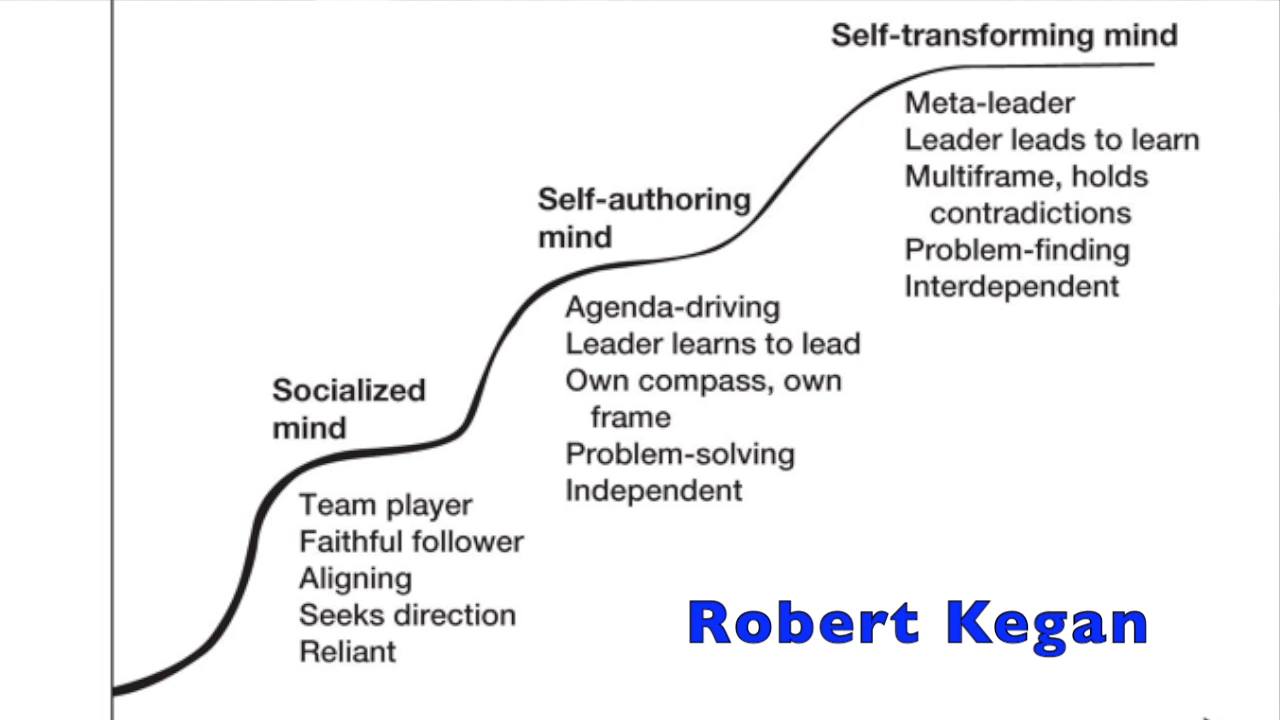 Self-transforming mind
Meta-leader
Leader leads to learn
Multiframe, holds
contradictions
Problem-finding
Interdependent
Self-authoring
mind
Agenda-driving
Leader learns to lead
Own compass, own
frame
Problem-solving
Independent
Socialized
mind
Team player
Faithful follower
Aligning
Seeks direction
Reliant
Robert Kegan